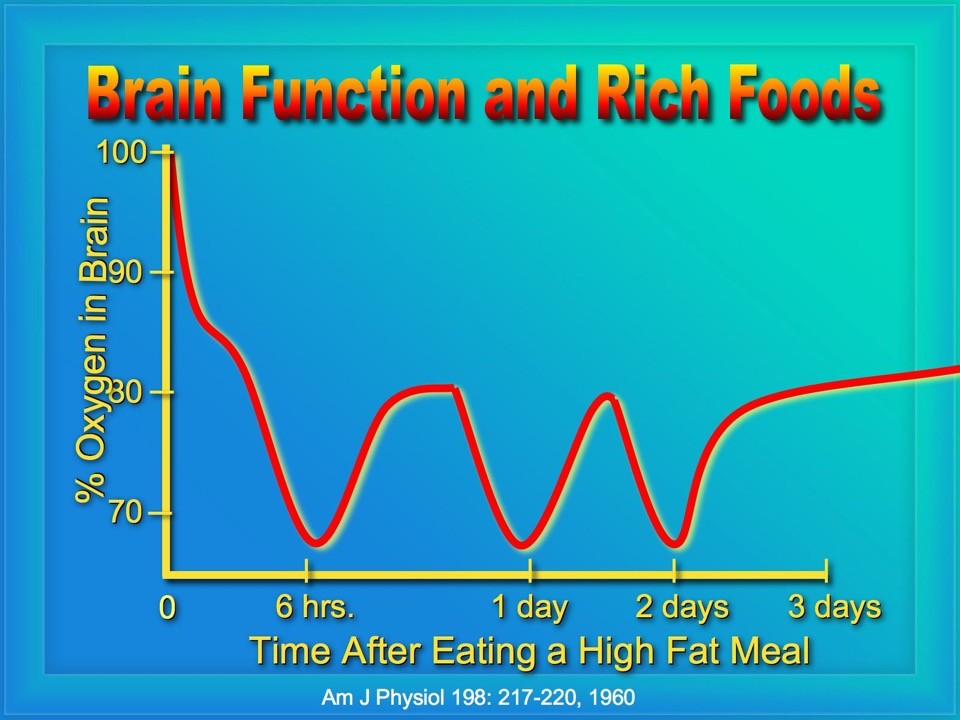 Brain Function and Rich Foods
100
90
80
70
% Oxygen in Brain
0 6 hrs. 1 day 2 days 3 days
Time After Eating a High Fat Meal
Am J Physiol 198: 217-220, 1960